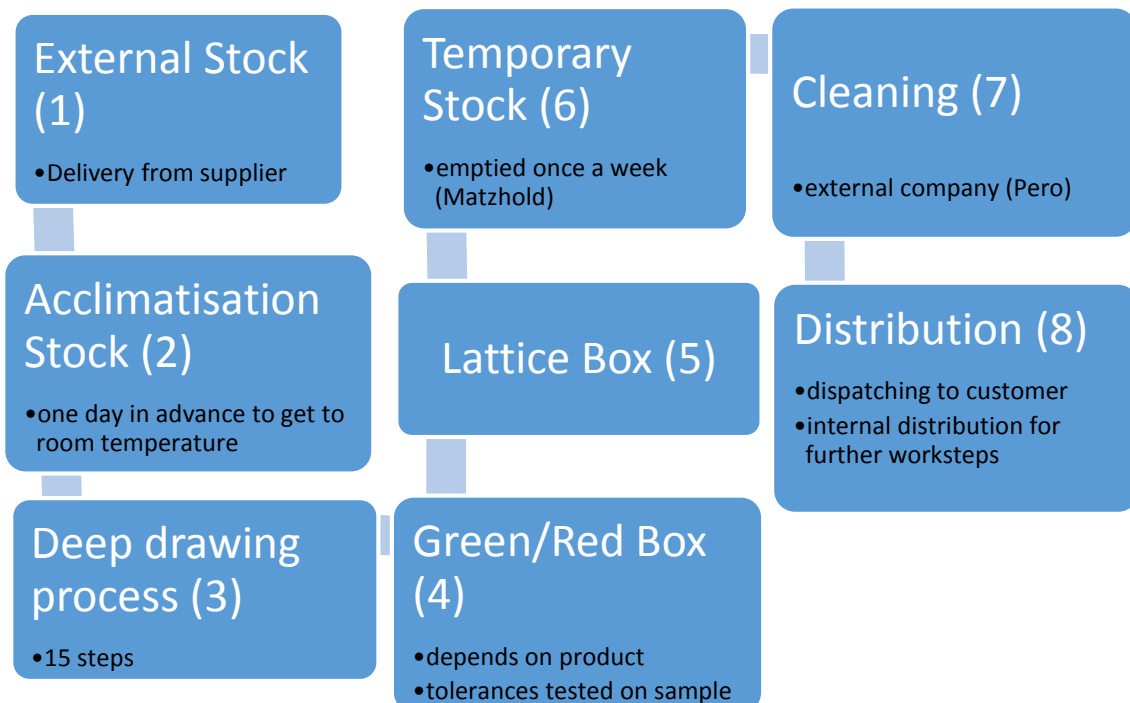 External Stock
(1)
•Delivery from supplier
Acclimatisation
Stock (2)
•one day in advance to get to
room temperature
Deep drawing
process (3)
•15 steps
Green/Red Box
(4)
•depends on product
•tolerances tested on sample
Lattice Box (5)
Temporary
Stock (6)
•emptied once a week
(Matzhold)
Cleaning (7)
•external company (Pero)
Distribution (8)
•dispatching to customer
•internal distribution for
further worksteps